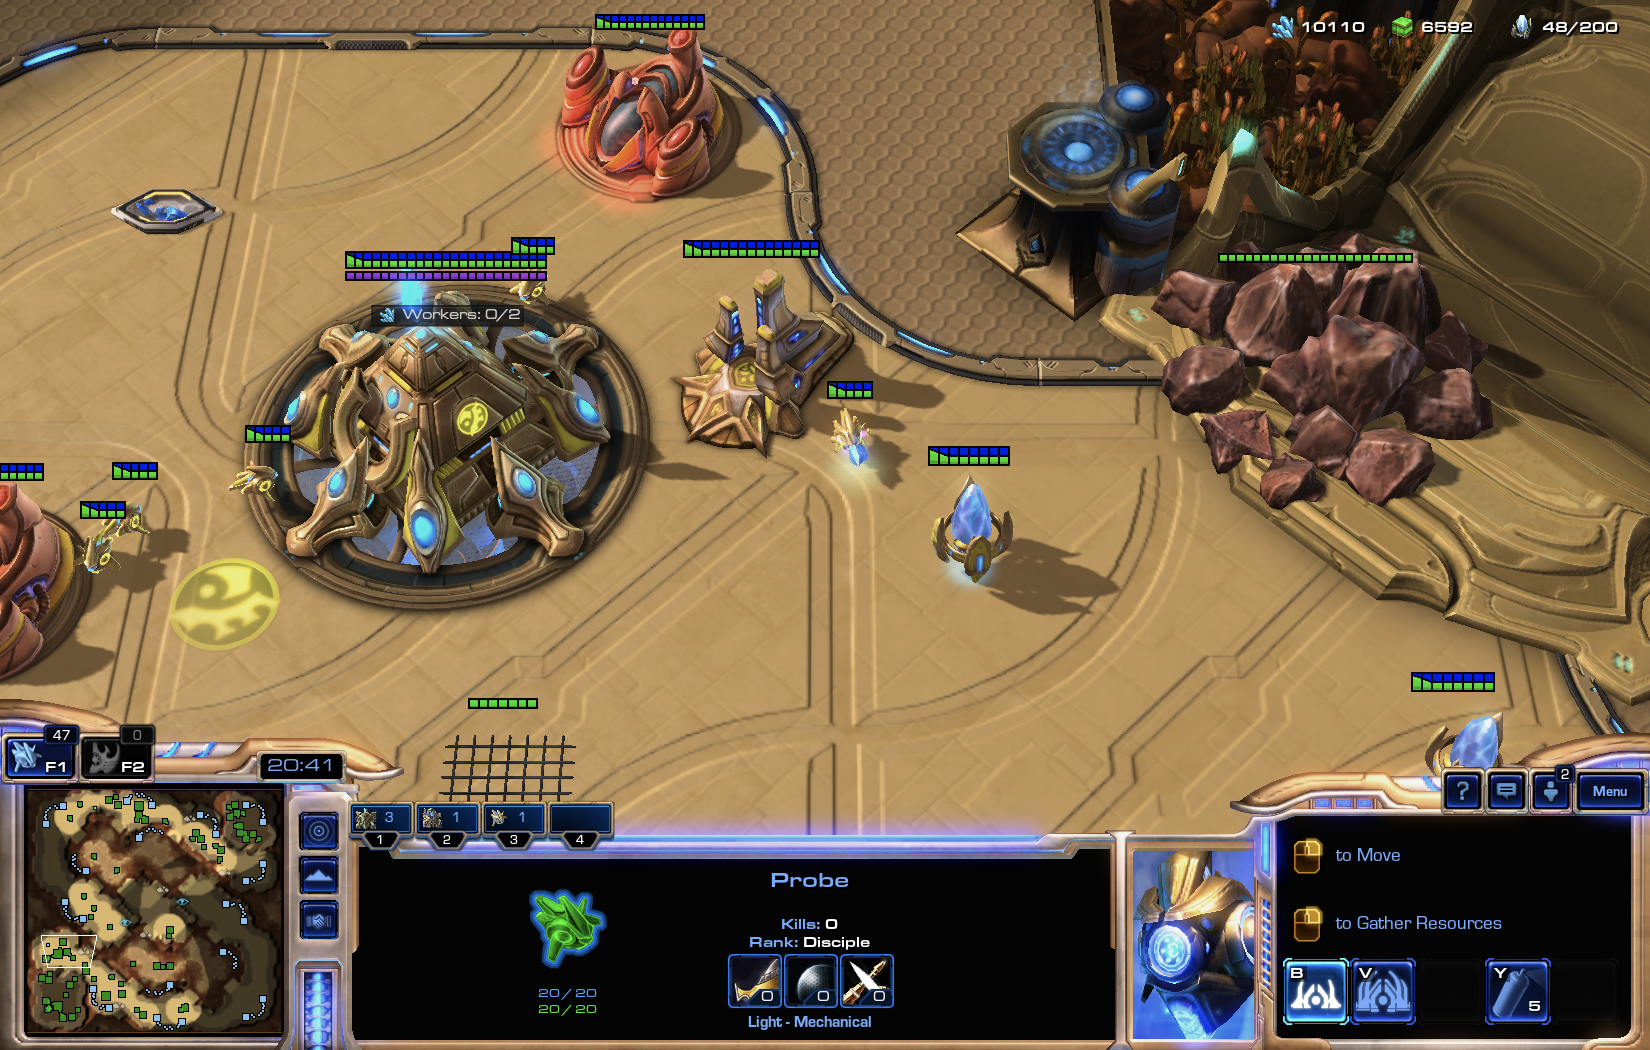 10110 6592 48/200
Workers: 0/2
47 0
F1 F2
20:41
3 1 1
1 2 3 4
? 2 Menu
Probe
Kills: 0
Rank: Disciple
0 0 0
Light - Mechanical
20/20
20/20
to Move
to Gather Resources
B V Y
5